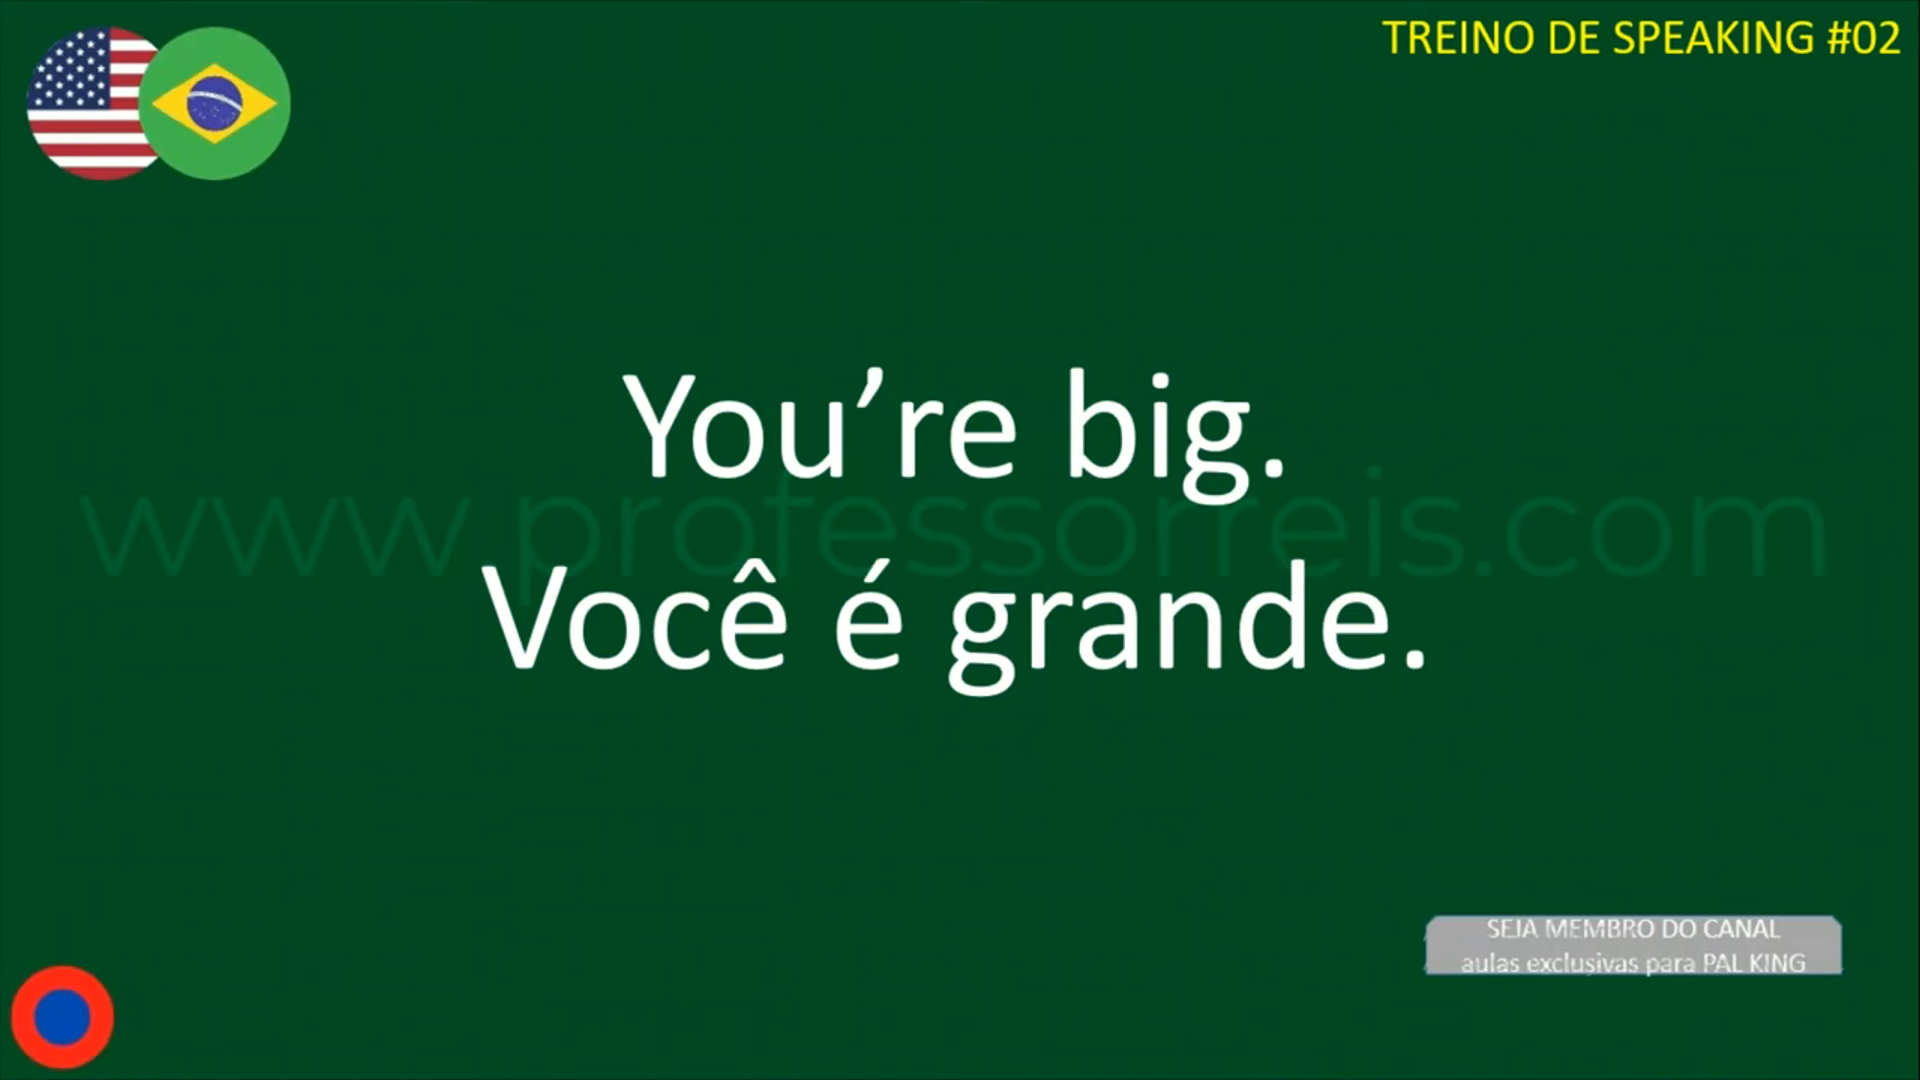 TREINO DE SPEAKING #02
You’re big.
www.professorreis.com
Você é grande.
SEJA MEMBRO DO CANAL
aulas exclusivas para PAL KING